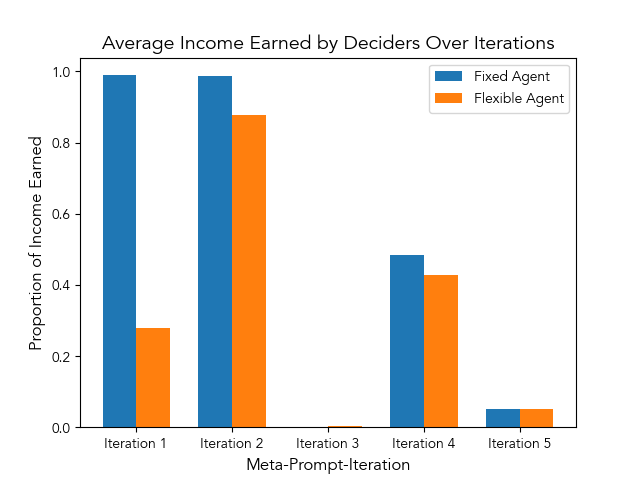 Average Income Earned by Deciders Over Iterations
Fixed Agent
Flexible Agent
Proportion of Income Earned
1.0
0.8
0.6
0.4
0.2
0.0
Iteration 1 Iteration 2 Iteration 3 Iteration 4 Iteration 5
Meta-Prompt-Iteration